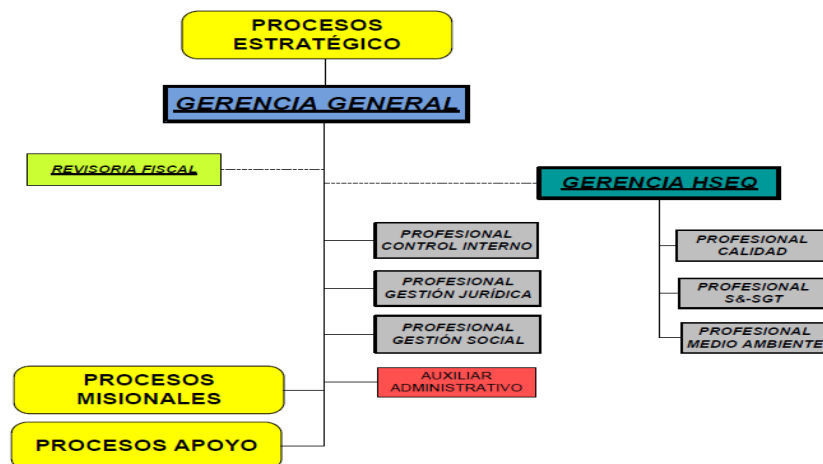 PROCESOS
ESTRATÉGICO
GERENCIA GENERAL
REVISORIA FISCAL
GERENCIA HSEQ
PROFESIONAL
CONTROL INTERNO
PROFESIONAL
CALIDAD
PROFESIONAL
GESTIÓN JURÍDICA
PROFESIONAL
S&-SGT
PROFESIONAL
GESTIÓN SOCIAL
PROFESIONAL
MEDIO AMBIENTE
PROCESOS
MISIONALES
AUXILIAR
ADMINISTRATIVO
PROCESOS APOYO